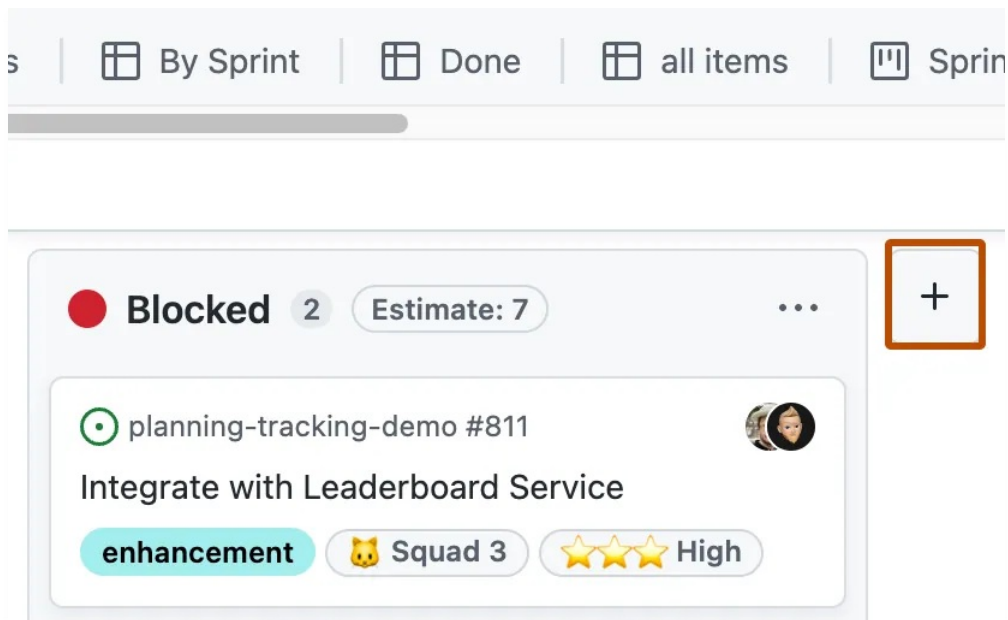 s By Sprint Done all items Sprin
Blocked 2 Estimate: 7
planning-tracking-demo #811
Integrate with Leaderboard Service
enhancement Squad 3 High